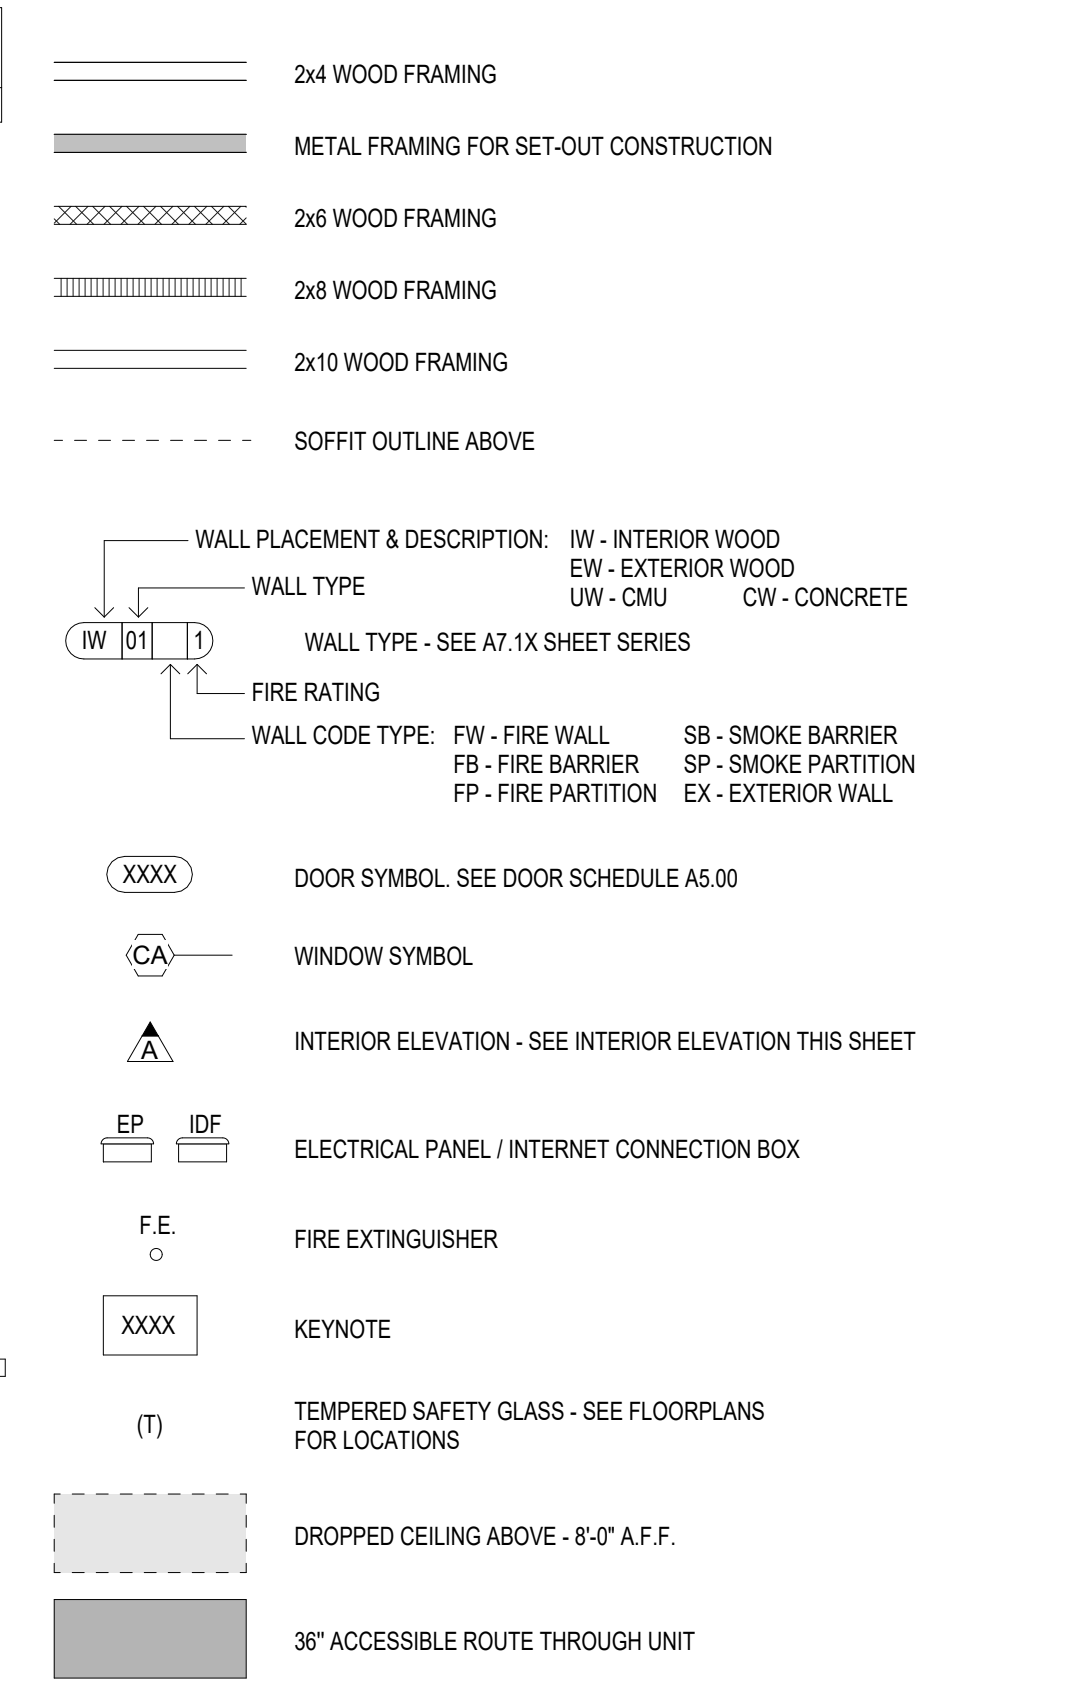 2x4 WOOD FRAMING
METAL FRAMING FOR SET-OUT CONSTRUCTION
2x6 WOOD FRAMING
2x8 WOOD FRAMING
2x10 WOOD FRAMING
SOFFIT OUTLINE ABOVE
WALL PLACEMENT & DESCRIPTION: IW - INTERIOR WOOD
EW - EXTERIOR WOOD
WALL TYPE
UW - CMU CW - CONCRETE
IW 01 1 WALL TYPE - SEE A7.1X SHEET SERIES
FIRE RATING
WALL CODE TYPE: FW - FIRE WALL SB - SMOKE BARRIER
FB - FIRE BARRIER SP - SMOKE PARTITION
FP - FIRE PARTITION EX - EXTERIOR WALL
XXXX DOOR SYMBOL. SEE DOOR SCHEDULE A5.00
CA WINDOW SYMBOL
A INTERIOR ELEVATION - SEE INTERIOR ELEVATION THIS SHEET
EP IDF
ELECTRICAL PANEL / INTERNET CONNECTION BOX
F.E.
FIRE EXTINGUISHER
XXXX KEYNOTE
(T) TEMPERED SAFETY GLASS - SEE FLOORPLANS
FOR LOCATIONS
DROPPED CEILING ABOVE - 8'-0" A.F.F.
36" ACCESSIBLE ROUTE THROUGH UNIT